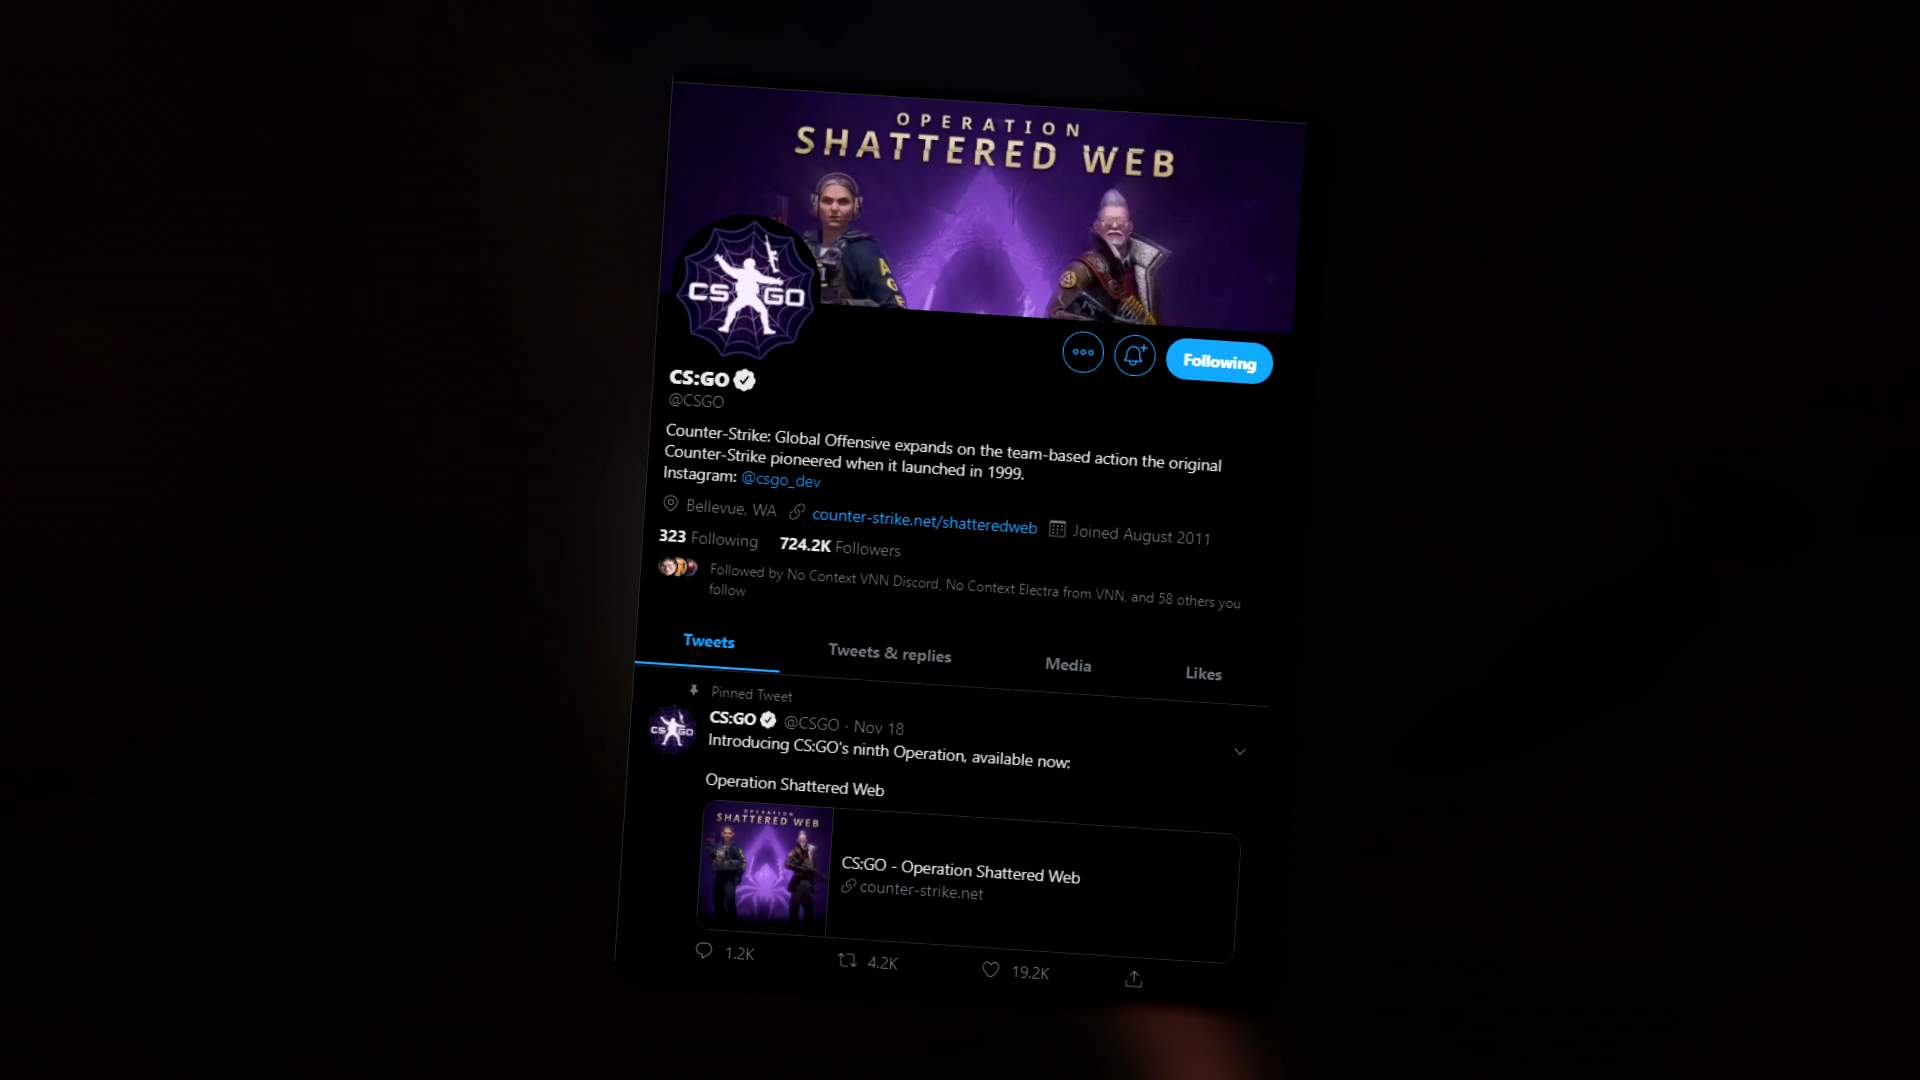 OPERATION
SHATTERED WEB
AGE
CS GO
Following
CS:GO
@CSGO
Counter-Strike: Global Offensive expands on the team-based action the original
Counter-Strike pioneered when it launched in 1999.
Instagram: @csgo_dev
Bellevue, WA counter-strike.net/shatteredweb Joined August 2011
323 Following 724.2K Followers
Followed by No Context VNN Discord, No Context Electra from VNN, and 58 others you
follow
Tweets Tweets & replies Media Likes
Pinned Tweet
CS GO
CS:GO @CSGO · Nov 18
Introducing CS:GO's ninth Operation, available now:
Operation Shattered Web
OPERATION
SHATTERED WEB
CS:GO - Operation Shattered Web
counter-strike.net
1.2K 4.2K 19.2K